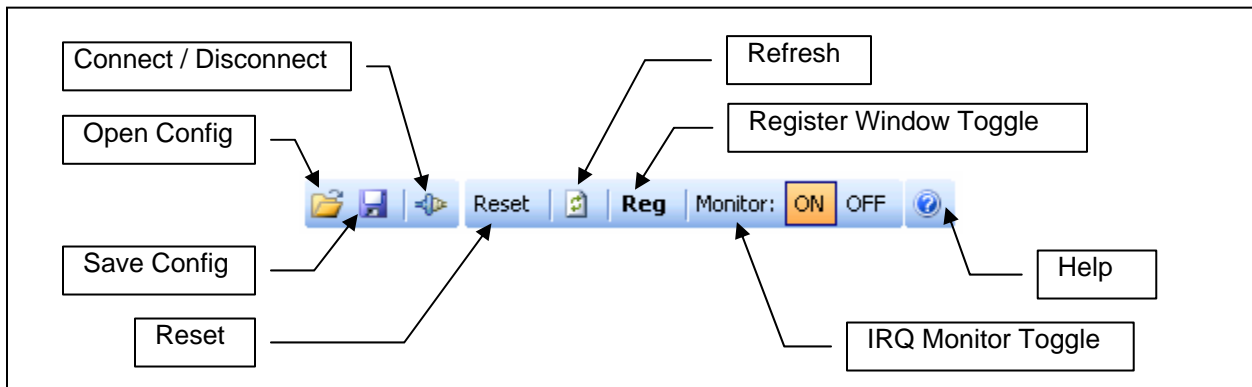 Connect / Disconnect
Refresh
Open Config
Register Window Toggle
Reset Reg Monitor: ON OFF
Save Config
Help
Reset
IRQ Monitor Toggle